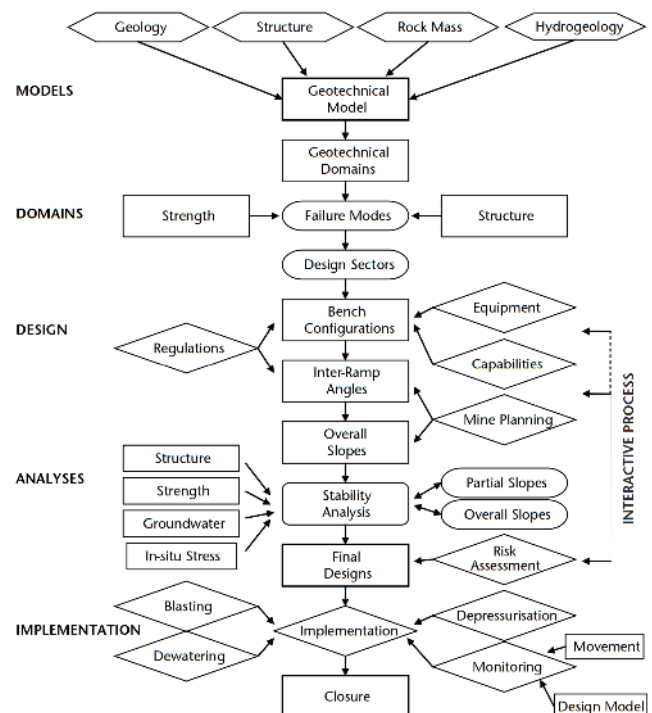 Geology
Structure
Rock Mass
Hydrogeology
MODELS
Geotechnical
Model
Geotechnical
Domains
DOMAINS
Strength
Failure Modes
Structure
Design Sectors
DESIGN
Bench
Configurations
Equipment
Regulations
Capabilities
Inter-Ramp
Angles
Mine Planning
Overall
Slopes
INTERACTIVE PROCESS
ANALYSES
Structure
Strength
Groundwater
In-situ Stress
Stability
Analysis
Partial Slopes
Overall Slopes
Final
Designs
Risk
Assessment
IMPLEMENTATION
Blasting
Dewatering
Implementation
Depressurisation
Monitoring
Movement
Design Model
Closure